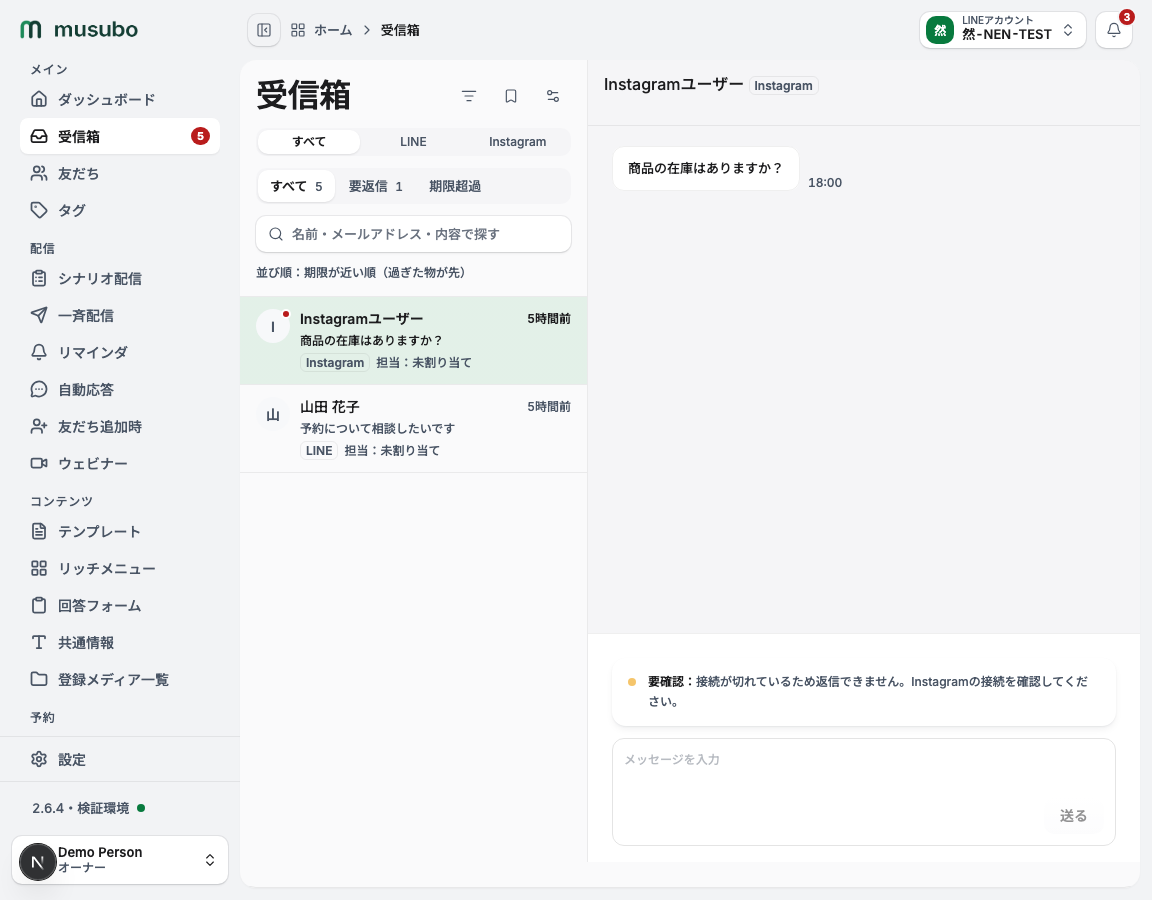 musubo
メイン
ダッシュボード
受信箱
5
友だち
タグ
配信
シナリオ配信
一斉配信
リマインダ
自動応答
友だち追加時
ウェビナー
コンテンツ
テンプレート
リッチメニュー
回答フォーム
共通情報
登録メディア一覧
予約
設定
2.6.4・検証環境
N
Demo Person
オーナー
ホーム
受信箱
然
LINEアカウント
然-NEN-TEST
3
受信箱
すべて LINE Instagram
すべて 5 要返信 1 期限超過
名前・メールアドレス・内容で探す
並び順：期限が近い順（過ぎた物が先）
I
Instagramユーザー 5時間前
商品の在庫はありますか？
Instagram 担当：未割り当て
山
山田 花子 5時間前
予約について相談したいです
LINE 担当：未割り当て
Instagramユーザー Instagram
商品の在庫はありますか？
18:00
要確認：接続が切れているため返信できません。Instagramの接続を確認してくだ
さい。
メッセージを入力
送る